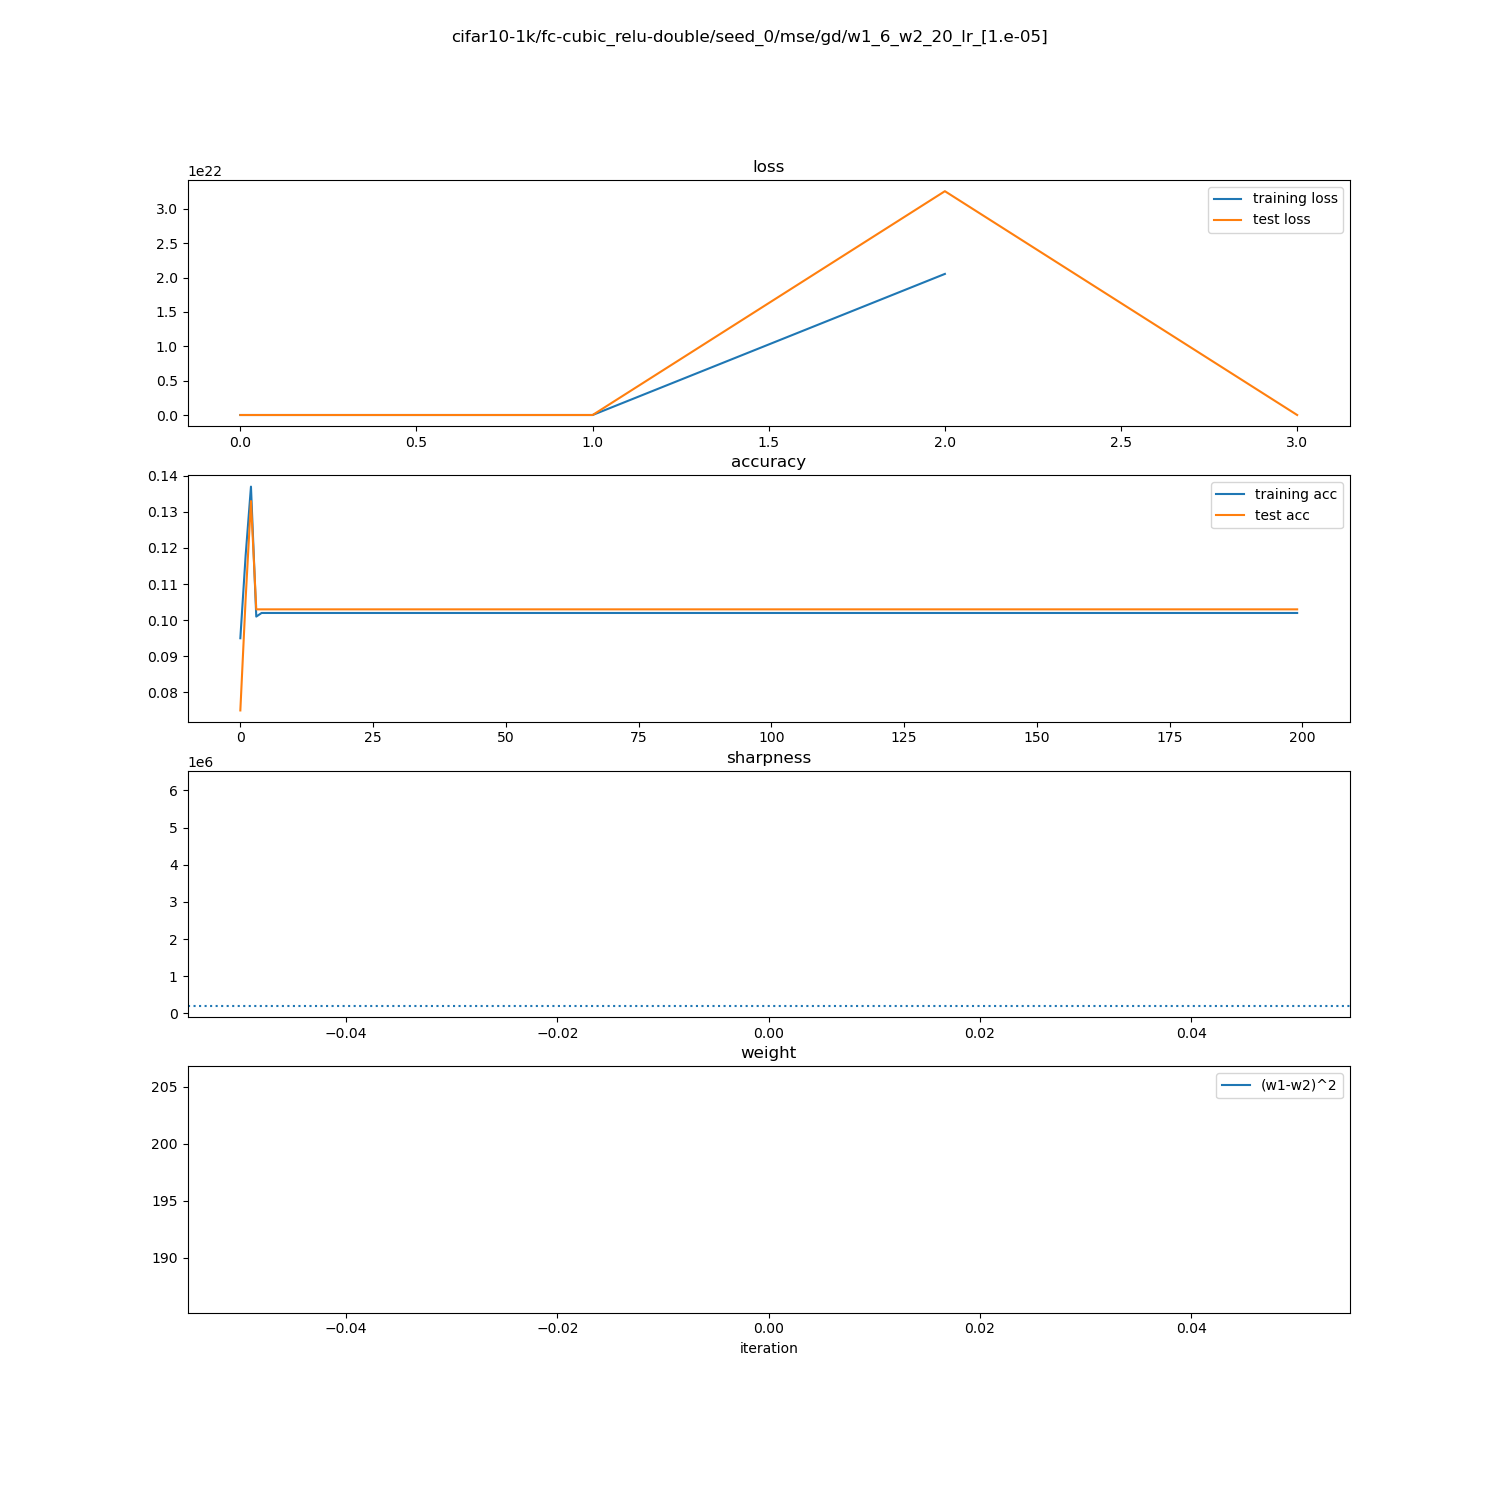 cifar10-1k/fc-cubic_relu-double/seed_0/mse/gd/w1_6_w2_20_lr_[1.e-05]
loss
1e22
training loss
test loss
3.0
2.5
2.0
1.5
1.0
0.5
0.0
0.0 0.5 1.0 1.5 2.0 2.5 3.0
accuracy
training acc
test acc
0.14
0.13
0.12
0.11
0.10
0.09
0.08
0 25 50 75 100 125 150 175 200
sharpness
1e6
6
5
4
3
2
1
0
−0.04 −0.02 0.00 0.02 0.04
weight
(w1-w2)^2
205
200
195
190
−0.04 −0.02 0.00 0.02 0.04
iteration